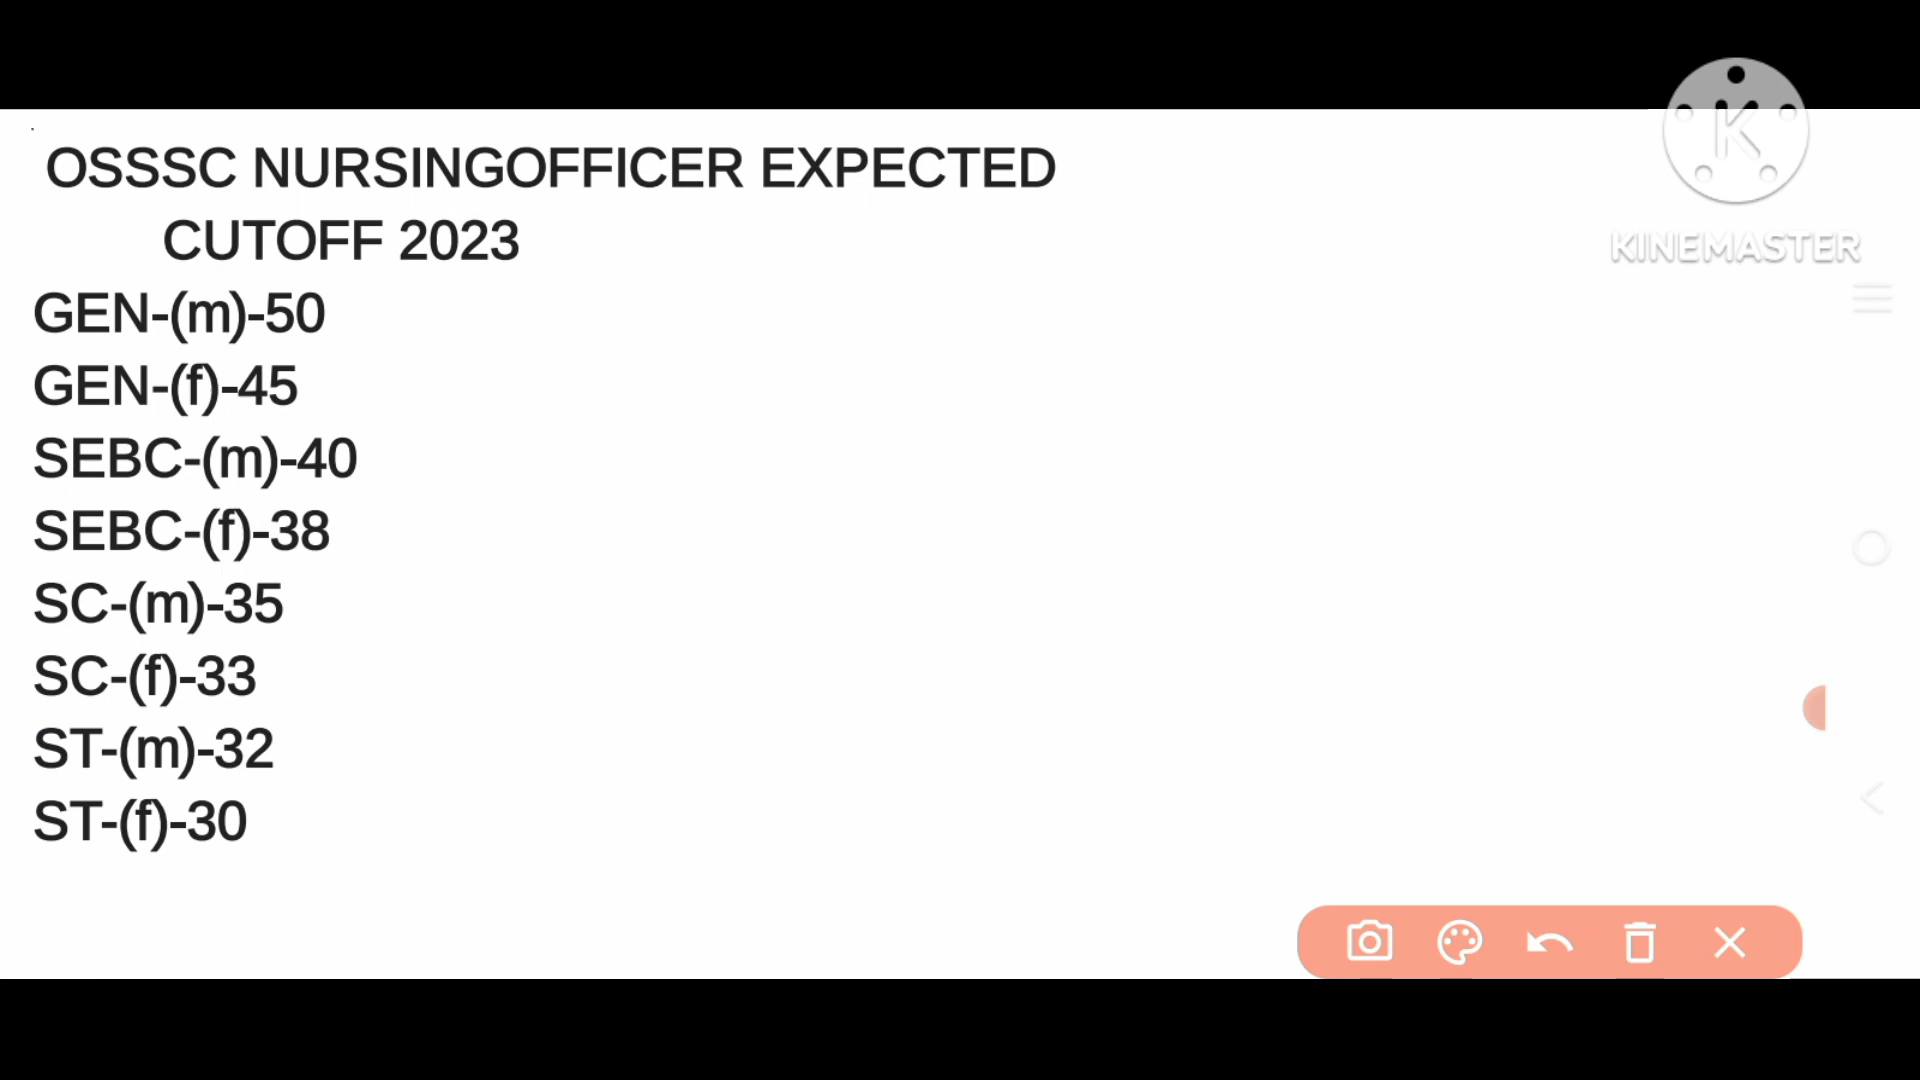 OSSSC NURSINGOFFICER EXPECTED
CUTOFF 2023
GEN-(m)-50
GEN-(f)-45
SEBC-(m)-40
SEBC-(f)-38
SC-(m)-35
SC-(f)-33
ST-(m)-32
ST-(f)-30
K
KINEMASTER